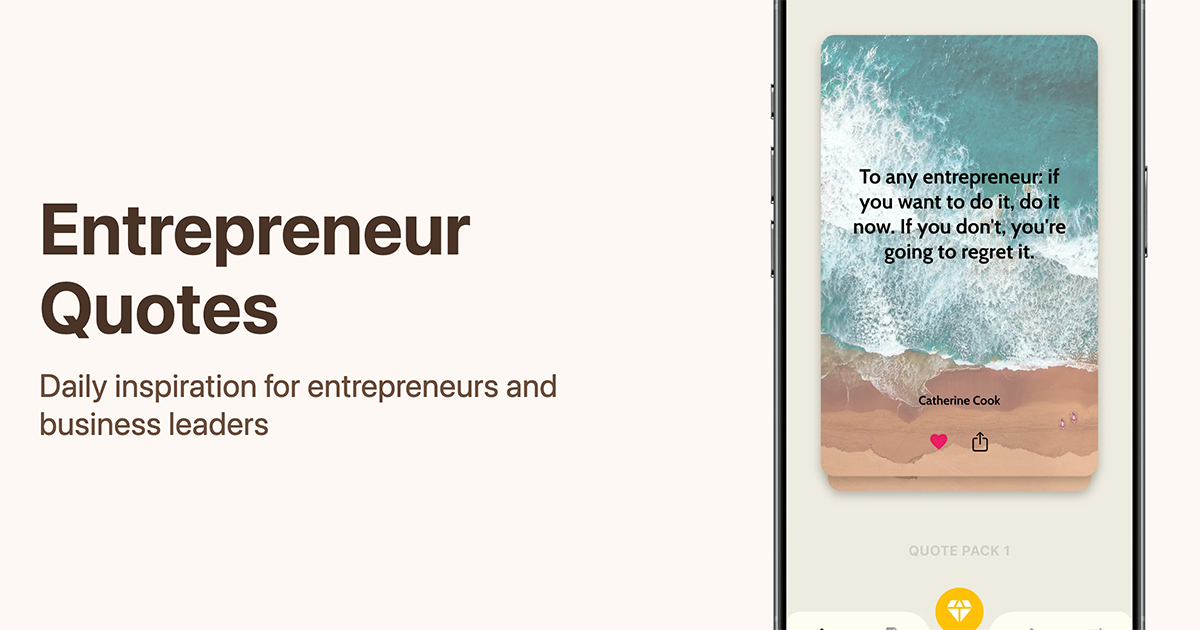 Entrepreneur
Quotes
Daily inspiration for entrepreneurs and
business leaders
To any entrepreneur: if
you want to do it, do it
now. If you don't, you're
going to regret it.
Catherine Cook
QUOTE PACK 1